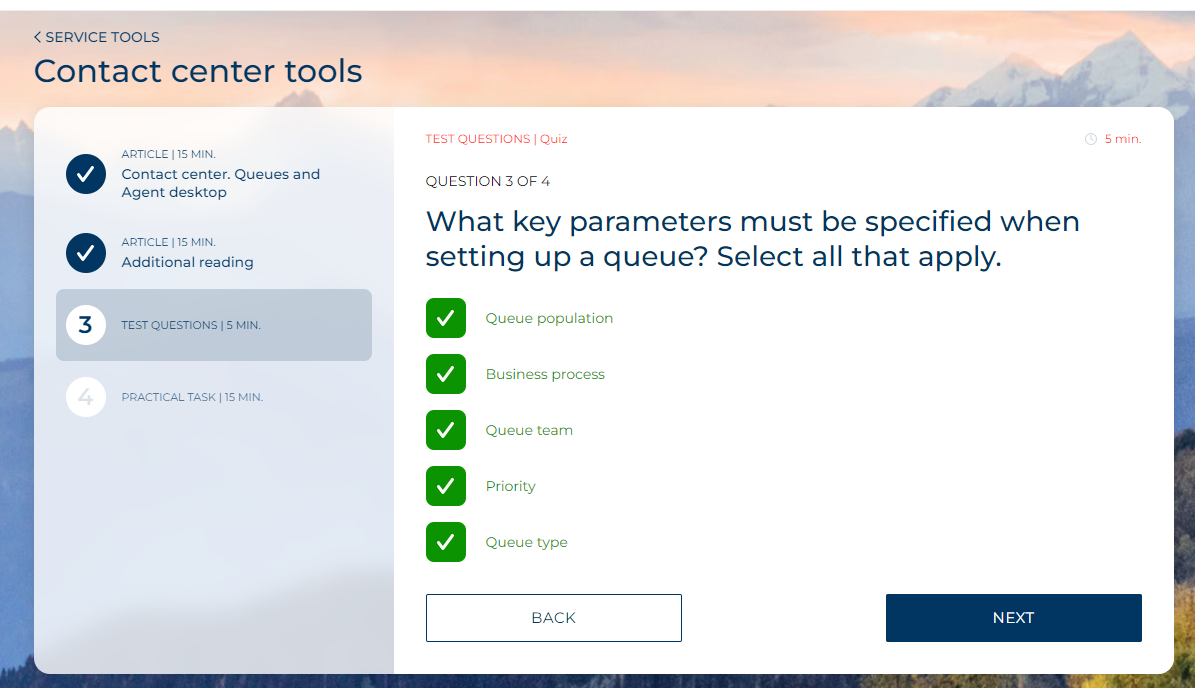 SERVICE TOOLS
Contact center tools
ARTICLE | 15 MIN.
Contact center. Queues and
Agent desktop
ARTICLE | 15 MIN.
Additional reading
3
TEST QUESTIONS | 5 MIN.
4
PRACTICAL TASK | 15 MIN.
TEST QUESTIONS | Quiz
5 min.
QUESTION 3 OF 4
What key parameters must be specified when
setting up a queue? Select all that apply.
Queue population
Business process
Queue team
Priority
Queue type
BACK
NEXT